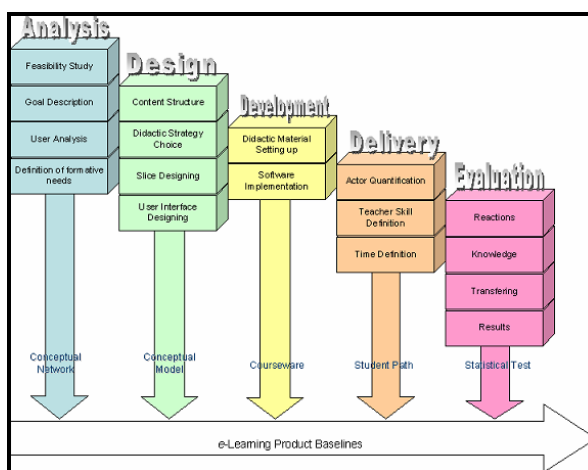 Analysis
Feasibility Study
Goal Description
User Analysis
Definition of formative
needs
Conceptual
Network
Design
Content Structure
Didactic Strategy
Choice
Slice Designing
User Interface
Designing
Conceptual
Model
Development
Didactic Material
Setting up
Software
Implementation
Courseware
Delivery
Actor Quantification
Teacher Skill
Definition
Time Definition
Student Path
Evaluation
Reactions
Knowledge
Transfering
Results
Statistical Test
e-Learning Product Baselines